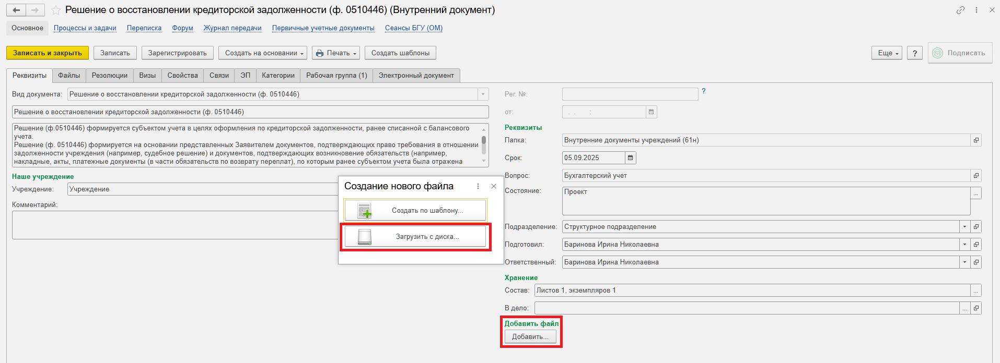 Решение о восстановлении кредиторской задолженности (ф. 0510446) (Внутренний документ)
Основное Процессы и задачи Переписка Форум Журнал передачи Первичные учетные документы Сеансы БГУ (ОМ)
Записать и закрыть Записать Зарегистрировать Создать на основании Печать Создать шаблоны Еще ? Подписать
Реквизиты Файлы Резолюции Визы Свойства Связи ЭП Категории Рабочая группа (1) Электронный документ
Вид документа: Решение о восстановлении кредиторской задолженности (ф. 0510446)
Решение о восстановлении кредиторской задолженности (ф. 0510446)
Решение (ф.0510446) формируется субъектом учета в целях оформления по кредиторской задолженности, ранее списанной с балансового
учета.
Решение (ф. 0510446) формируется на основании представленных Заявителем документов, подтверждающих право требования в отношении
задолженности учреждения (например, судебное решение) и документов, подтверждающих возникновение обязательств (например,
накладные, акты, платежные документы (в части обязательств по возврату переплат), по которым ранее субъектом учета была отражена
Наше учреждение
Учреждение: Учреждение
Комментарий:
Создание нового файла
Создать по шаблону...
Загрузить с диска...
Рег. №: ?
от: . . :
Реквизиты
Папка: Внутренние документы учреждений (61н)
Срок: 05.09.2025
Вопрос: Бухгалтерский учет
Состояние: Проект ...
Подразделение: Структурное подразделение
Подготовил: Баринова Ирина Николаевна
Ответственный: Баринова Ирина Николаевна
Хранение
Состав: Листов 1, экземпляров 1 ...
В дело: ...
Добавить файл
Добавить...